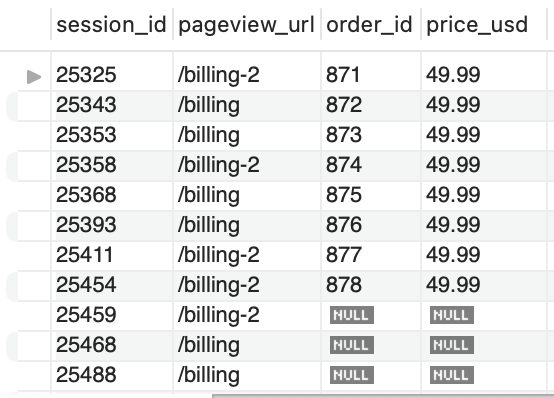 session_id pageview_url order_id price_usd
25325 /billing-2 871 49.99
25343 /billing 872 49.99
25353 /billing 873 49.99
25358 /billing-2 874 49.99
25368 /billing 875 49.99
25393 /billing 876 49.99
25411 /billing-2 877 49.99
25454 /billing-2 878 49.99
25459 /billing-2 NULL NULL
25468 /billing NULL NULL
25488 /billing NULL NULL